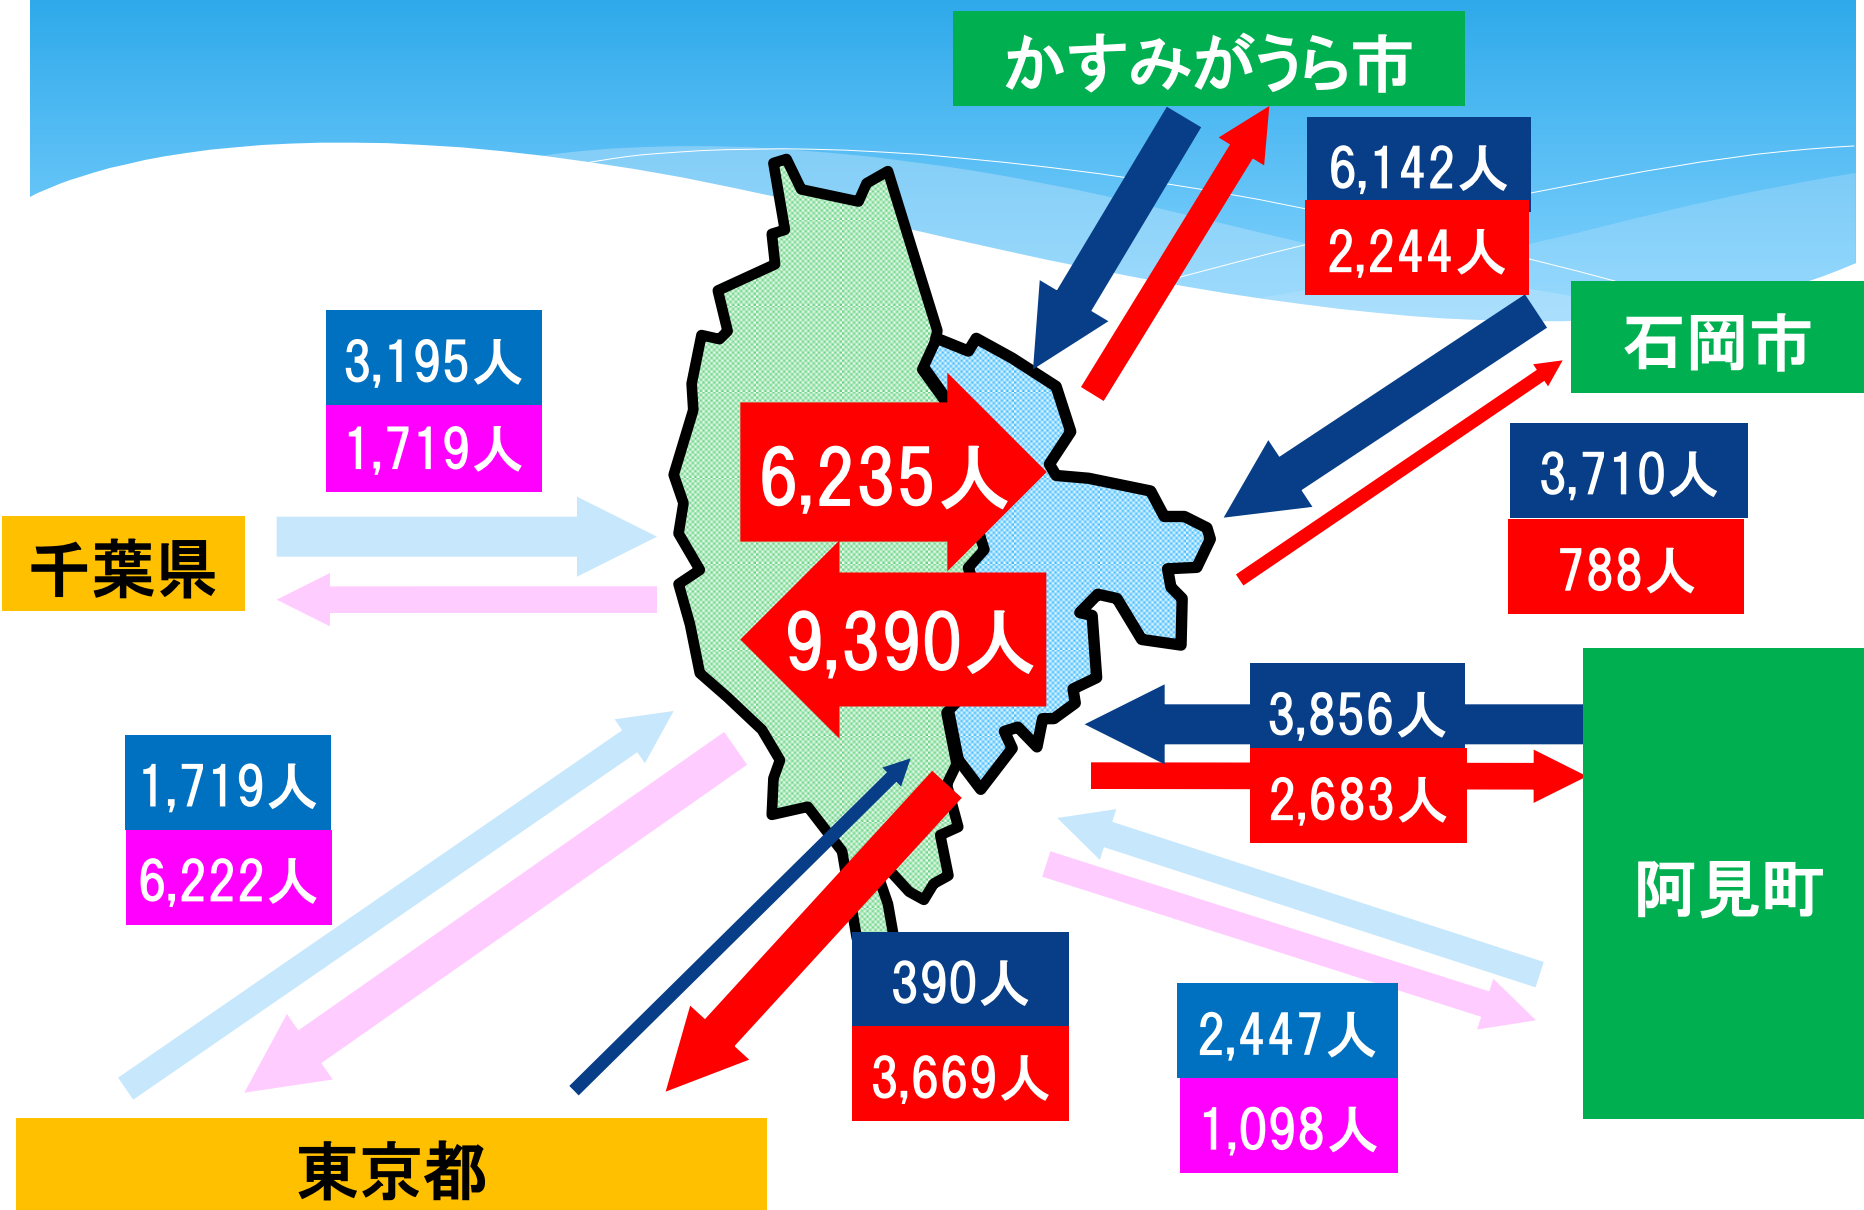 かすみがうら市
6,142人
2,244人
石岡市
3,195人
1,719人
3,710人
788人
6,235人
千葉県
9,390人
3,856人
2,683人
1,719人
6,222人
阿見町
390人
3,669人
2,447人
1,098人
東京都